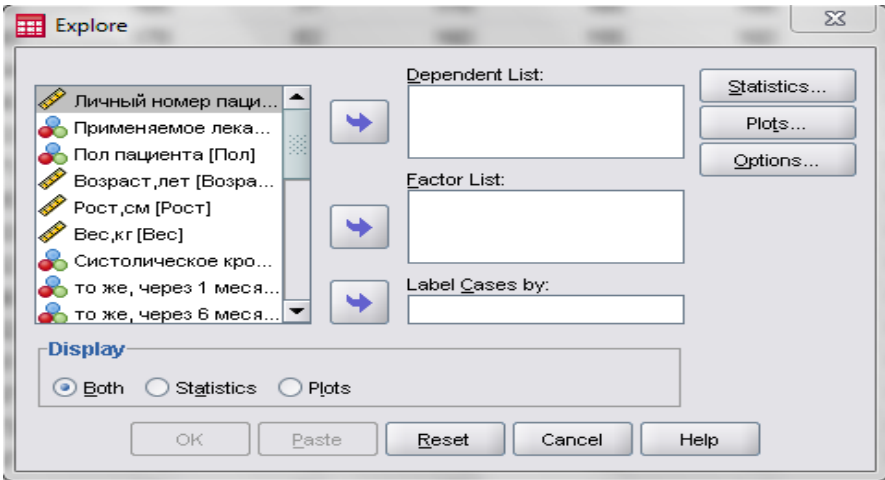 Explore
Личный номер паци...
Применяемое лека...
Пол пациента [Пол]
Возраст,лет [Возра...
Рост,см [Рост]
Вес,кг [Вес]
Систолическое кро...
то же, через 1 меся...
то же, через 6 меся...
Dependent List:
Factor List:
Label Cases by:
Statistics...
Plots...
Options...
Display
Both Statistics Plots
OK Paste Reset Cancel Help